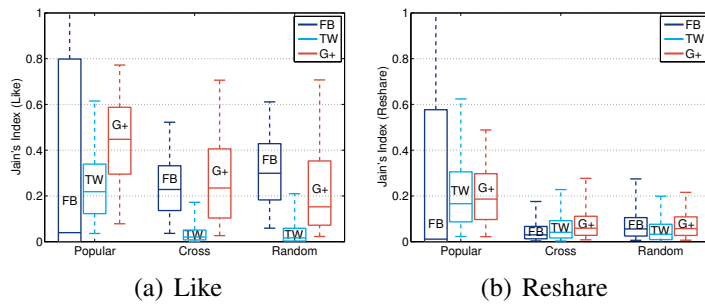 1
0.8
0.6
0.4
0.2
0
Jain's Index (Like)
FB
TW
G+
FB
TW
G+
FB
TW
G+
FB
TW
G+
Popular
Cross
Random
(a) Like
1
0.8
0.6
0.4
0.2
0
Jain's Index (Reshare)
FB
TW
G+
FB
TW
G+
FB
TW
G+
FB
TW
G+
Popular
Cross
Random
(b) Reshare